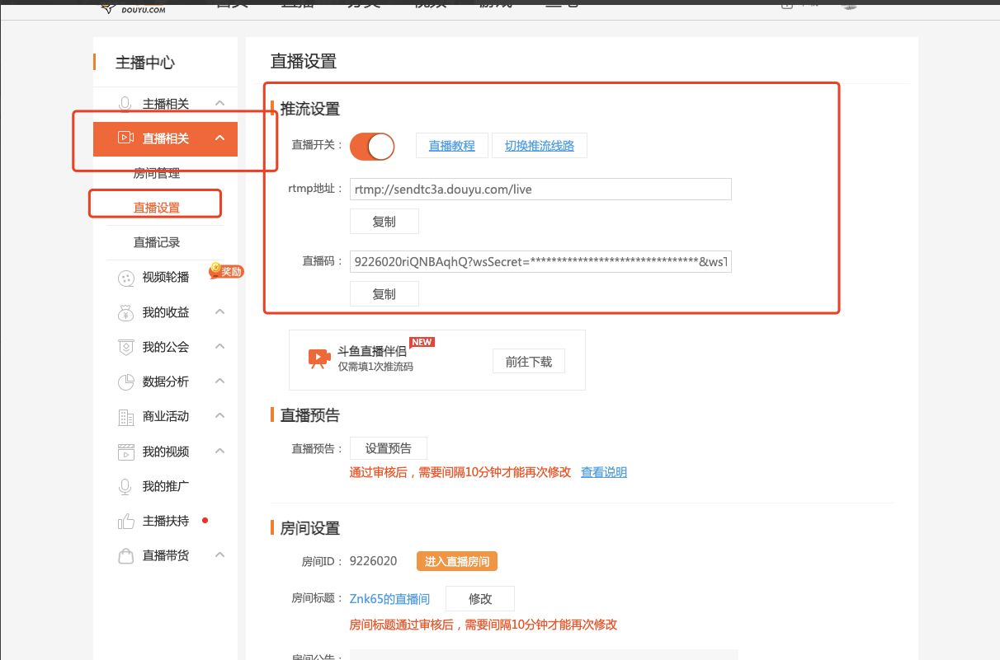 DOUYU.COM
主播中心
主播相关
直播相关
房间管理
直播设置
直播记录
视频轮播
奖励
我的收益
我的公会
数据分析
商业活动
我的视频
我的推广
主播扶持
直播带货
直播设置
推流设置
直播开关：
直播教程
切换推流线路
rtmp地址：
rtmp://sendtc3a.douyu.com/live
复制
直播码：
9226020riQNBAqhQ?wsSecret=********************************&wsT
复制
斗鱼直播伴侣
NEW
仅需填1次推流码
前往下载
直播预告
直播预告：
设置预告
通过审核后，需要间隔10分钟才能再次修改
查看说明
房间设置
房间ID：
9226020
进入直播房间
房间标题：
Znk65的直播间
修改
房间标题通过审核后，需要间隔10分钟才能再次修改
房间公告：